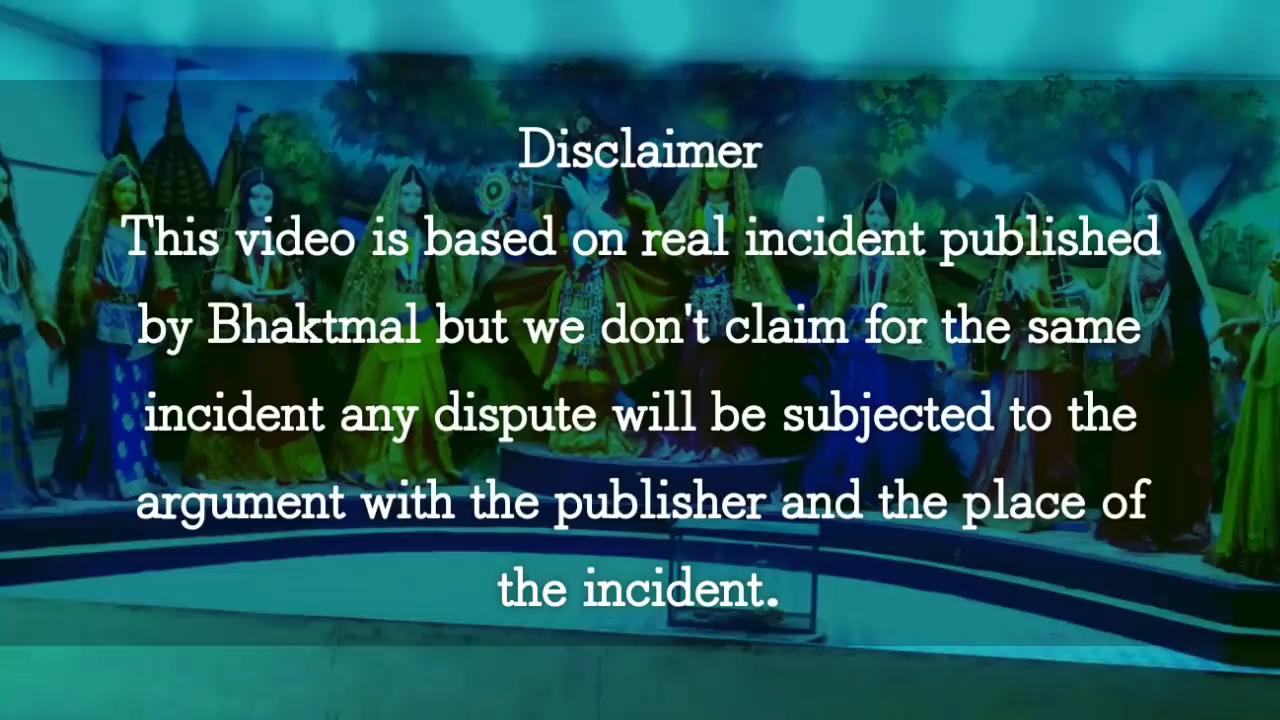 Disclaimer
This video is based on real incident published
by Bhaktmal but we don't claim for the same
incident any dispute will be subjected to the
argument with the publisher and the place of
the incident.